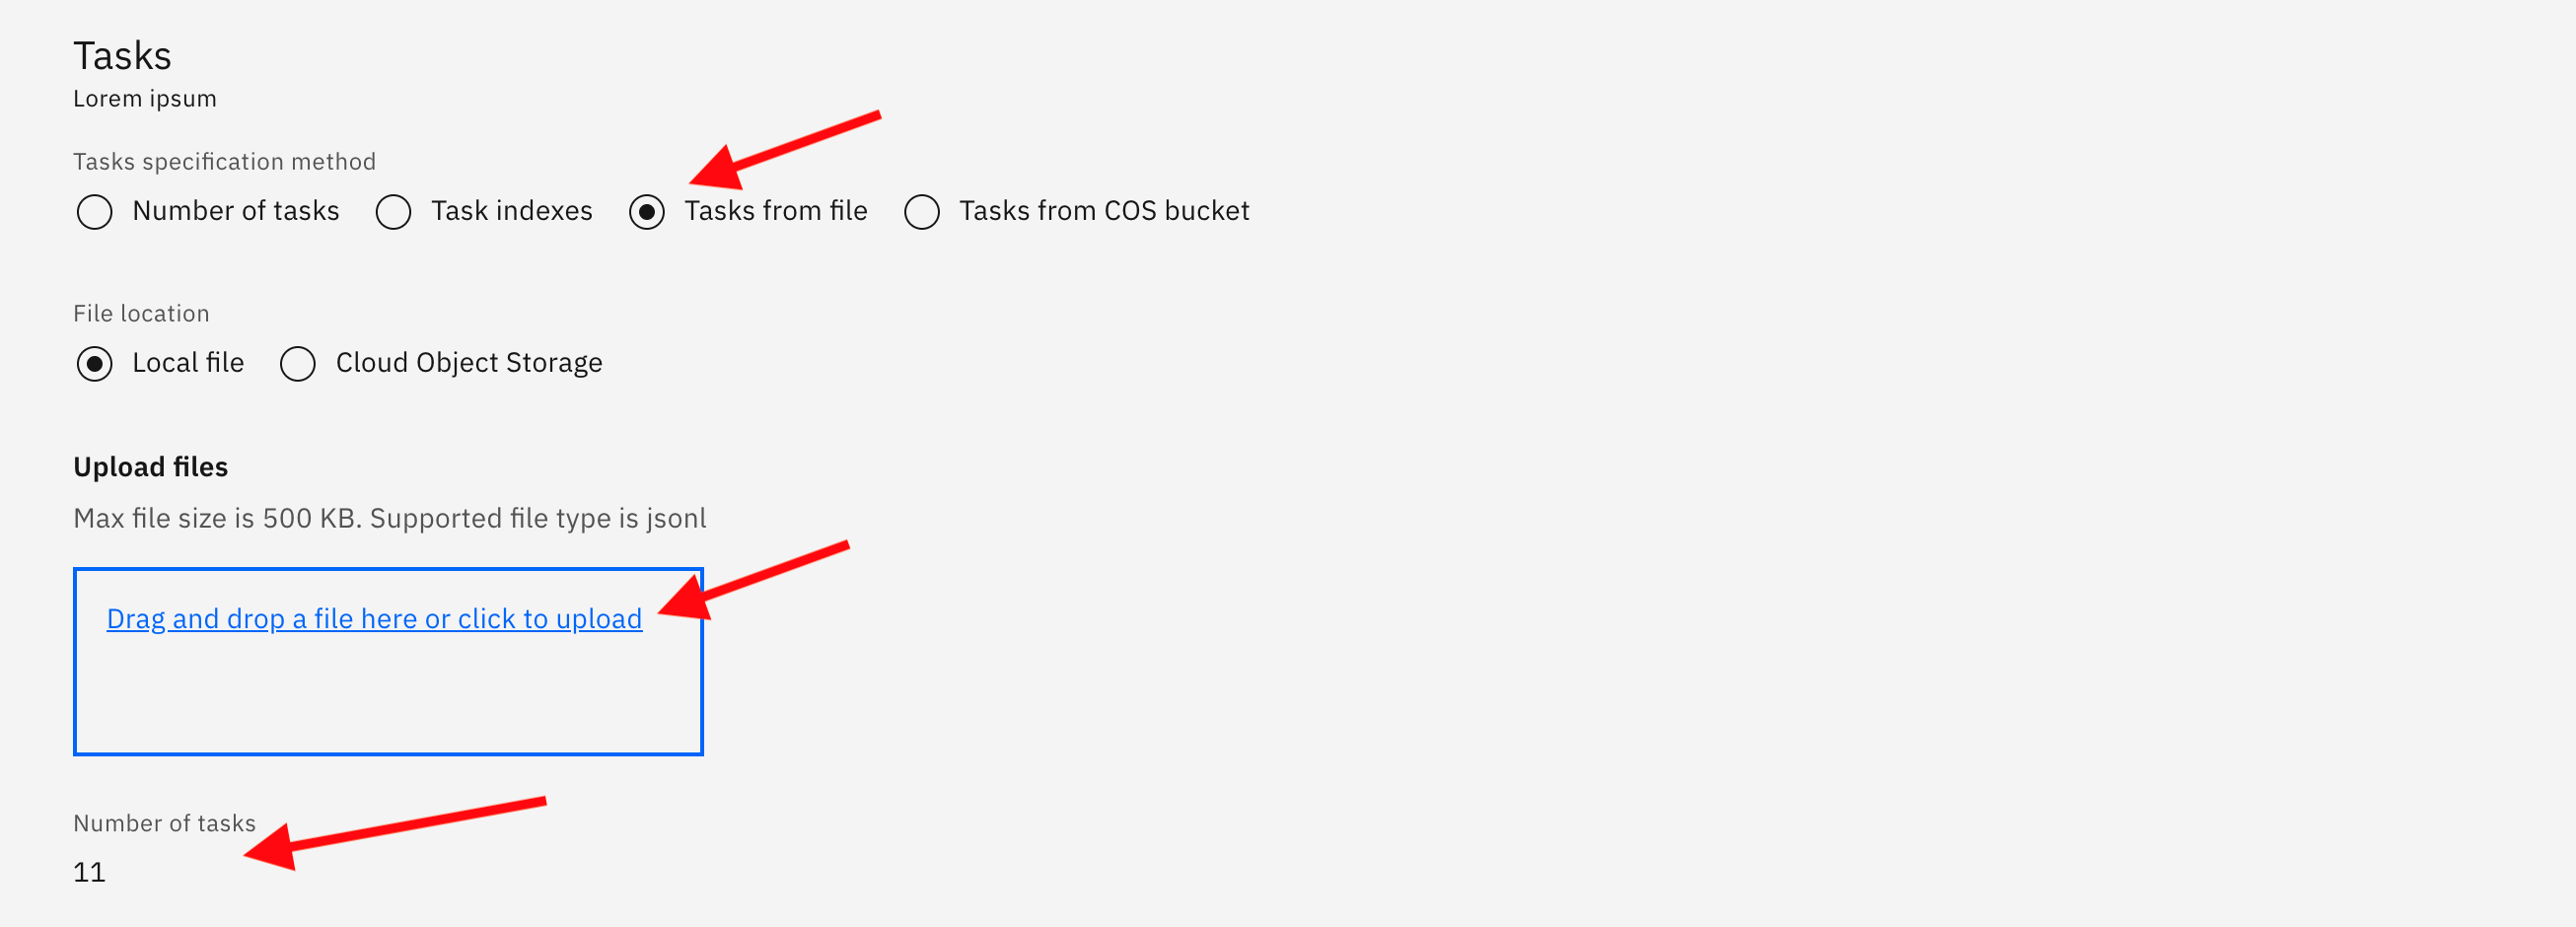 Tasks
Lorem ipsum
Tasks specification method
Number of tasks Task indexes Tasks from file Tasks from COS bucket
File location
Local file Cloud Object Storage
Upload files
Max file size is 500 KB. Supported file type is jsonl
Drag and drop a file here or click to upload
Number of tasks
11